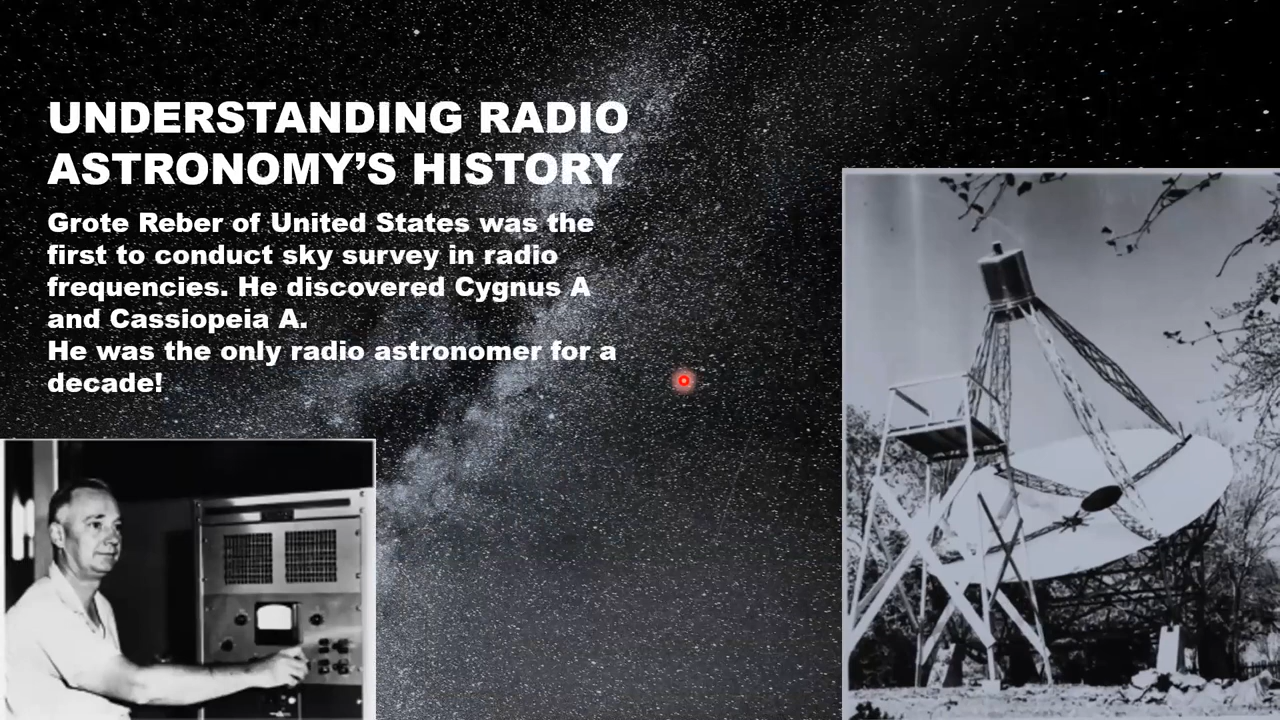 UNDERSTANDING RADIO
ASTRONOMY’S HISTORY
Grote Reber of United States was the
first to conduct sky survey in radio
frequencies. He discovered Cygnus A
and Cassiopeia A.
He was the only radio astronomer for a
decade!